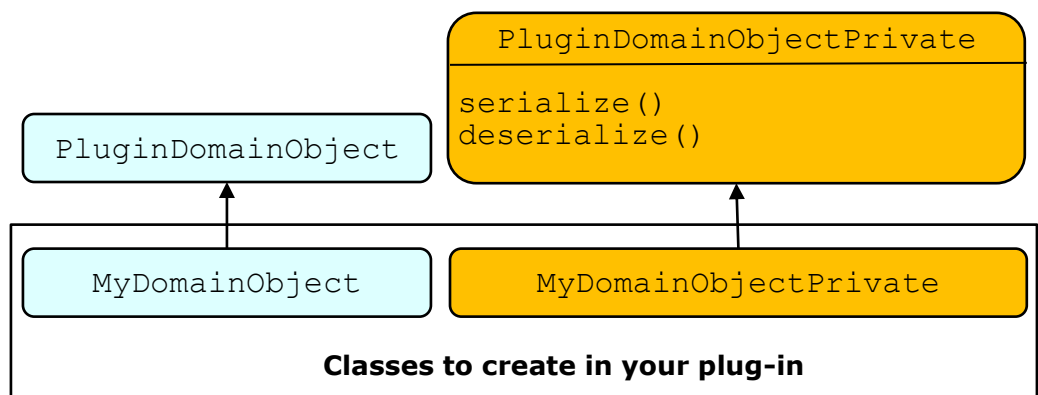 PluginDomainObjectPrivate
serialize()
deserialize()
PluginDomainObject
MyDomainObject
MyDomainObjectPrivate
Classes to create in your plug-in